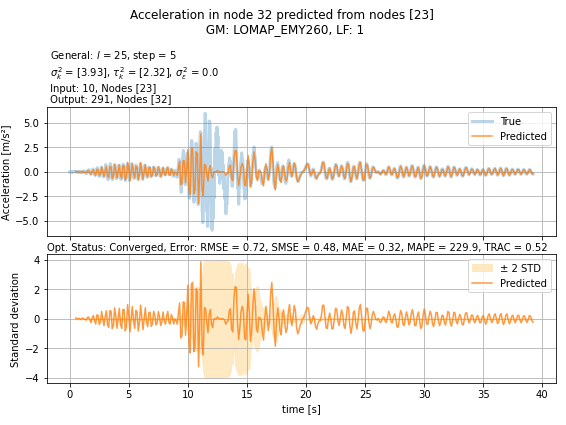 Acceleration in node 32 predicted from nodes [23]
GM: LOMAP_EMY260, LF: 1
General: l = 25, step = 5
σ²ₖ = [3.93], τ²ₖ = [2.32], σ²ₑ = 0.0
Input: 10, Nodes [23]
Output: 291, Nodes [32]
Acceleration [m/s²]
5.0
2.5
0.0
−2.5
−5.0
True
Predicted
Opt. Status: Converged, Error: RMSE = 0.72, SMSE = 0.48, MAE = 0.32, MAPE = 229.9, TRAC = 0.52
Standard deviation
4
2
0
−2
−4
± 2 STD
Predicted
0 5 10 15 20 25 30 35 40
time [s]